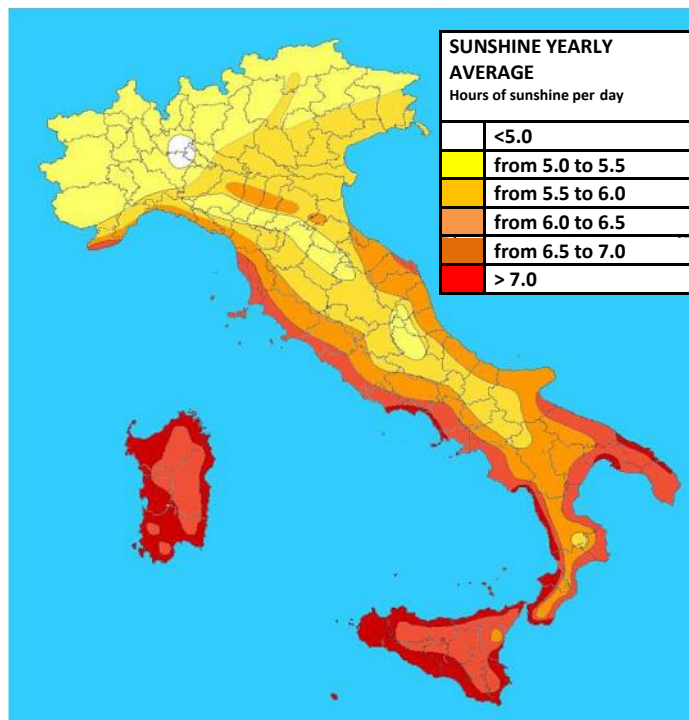 SUNSHINE YEARLY
AVERAGE
Hours of sunshine per day
<5.0
from 5.0 to 5.5
from 5.5 to 6.0
from 6.0 to 6.5
from 6.5 to 7.0
> 7.0